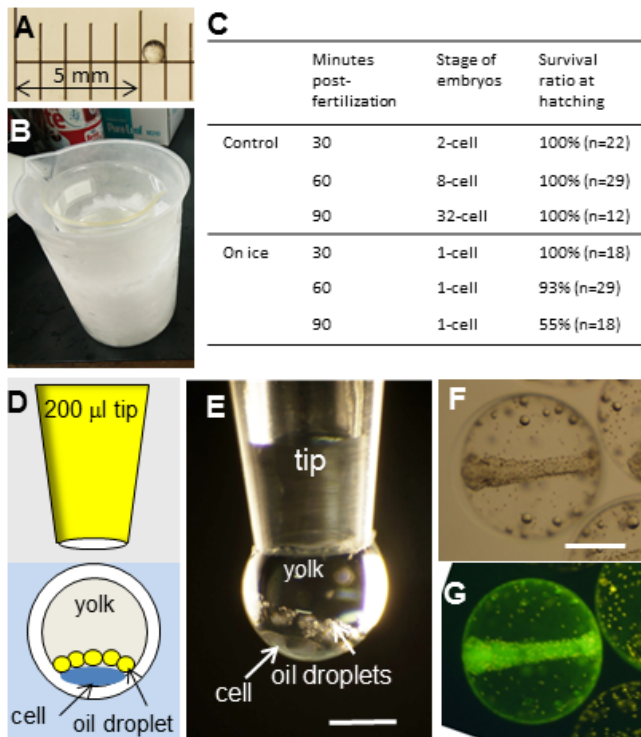 A
5 mm
B
PureLeaf
C
Minutes post-fertilization Stage of embryos Survival ratio at hatching
Control 30 2-cell 100% (n=22)
60 8-cell 100% (n=29)
90 32-cell 100% (n=12)
On ice 30 1-cell 100% (n=18)
60 1-cell 93% (n=29)
90 1-cell 55% (n=18)
D
200 µl tip
yolk
cell
oil droplet
E
tip
yolk
oil droplets
cell
F
G